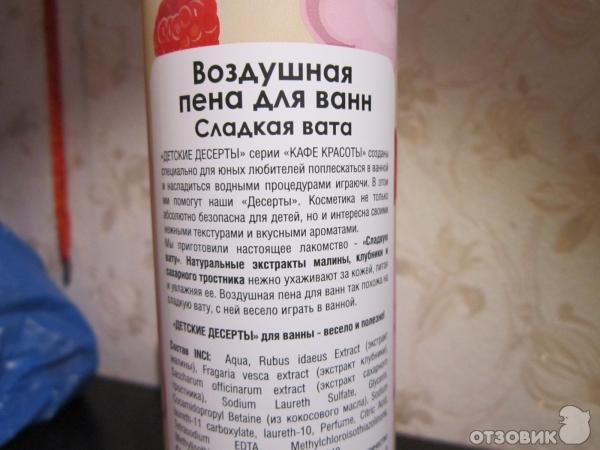 Воздушная
пена для ванн
Сладкая вата
«ДЕТСКИЕ ДЕСЕРТЫ» серии «КАФЕ КРАСОТЫ» созданы
специально для юных любителей поплескаться в ванной
и насладиться водными процедурами играючи. В этом
им помогут наши «Десерты». Косметика не только
абсолютно безопасна для детей, но и интересна своими
нежными текстурами и вкусными ароматами.
Мы приготовили настоящее лакомство - «Сладкую
вату». Натуральные экстракты малины, клубники и
сахарного тростника нежно ухаживают за кожей, питая
и увлажняя ее. Воздушная пена для ванн так похожа на
сладкую вату, с ней весело играть в ванной.
«ДЕТСКИЕ ДЕСЕРТЫ» для ванны - весело и полезно!
Состав INCI: Aqua, Rubus idaeus Extract (экстракт
малины), Fragaria vesca extract (экстракт клубники),
Saccharum officinarum extract (экстракт сахарного
тростника), Sodium Laureth Sulfate, Glycerin,
Cocamidopropyl Betaine (из кокосового масла), Sodium
laureth-11 carboxylate, laureth-10, Perfume, Citric Acid,
Tetrasodium EDTA, Methylchloroisothiazolinone,
ОТЗОВИК